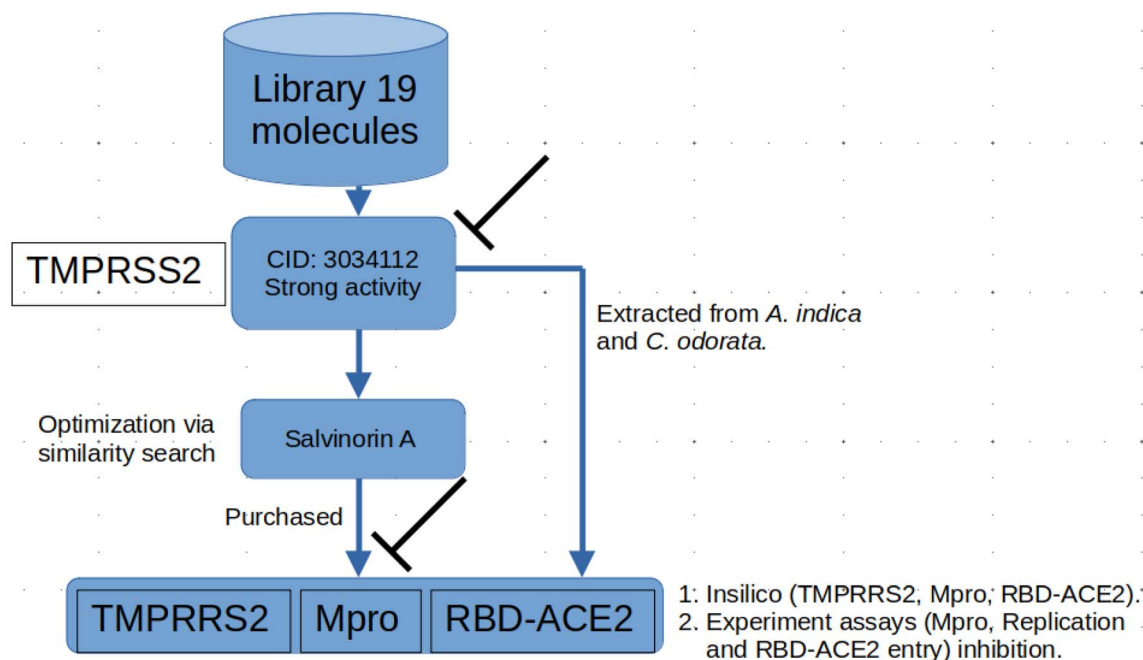 Library 19
molecules
TMPRSS2
CID: 3034112
Strong activity
Extracted from A. indica
and C. odorata.
Optimization via
similarity search
Salvinorin A
Purchased
TMPRRS2
Mpro
RBD-ACE2
1: Insilico (TMPRRS2, Mpro, RBD-ACE2).
2. Experiment assays (Mpro, Replication
and RBD-ACE2 entry) inhibition.